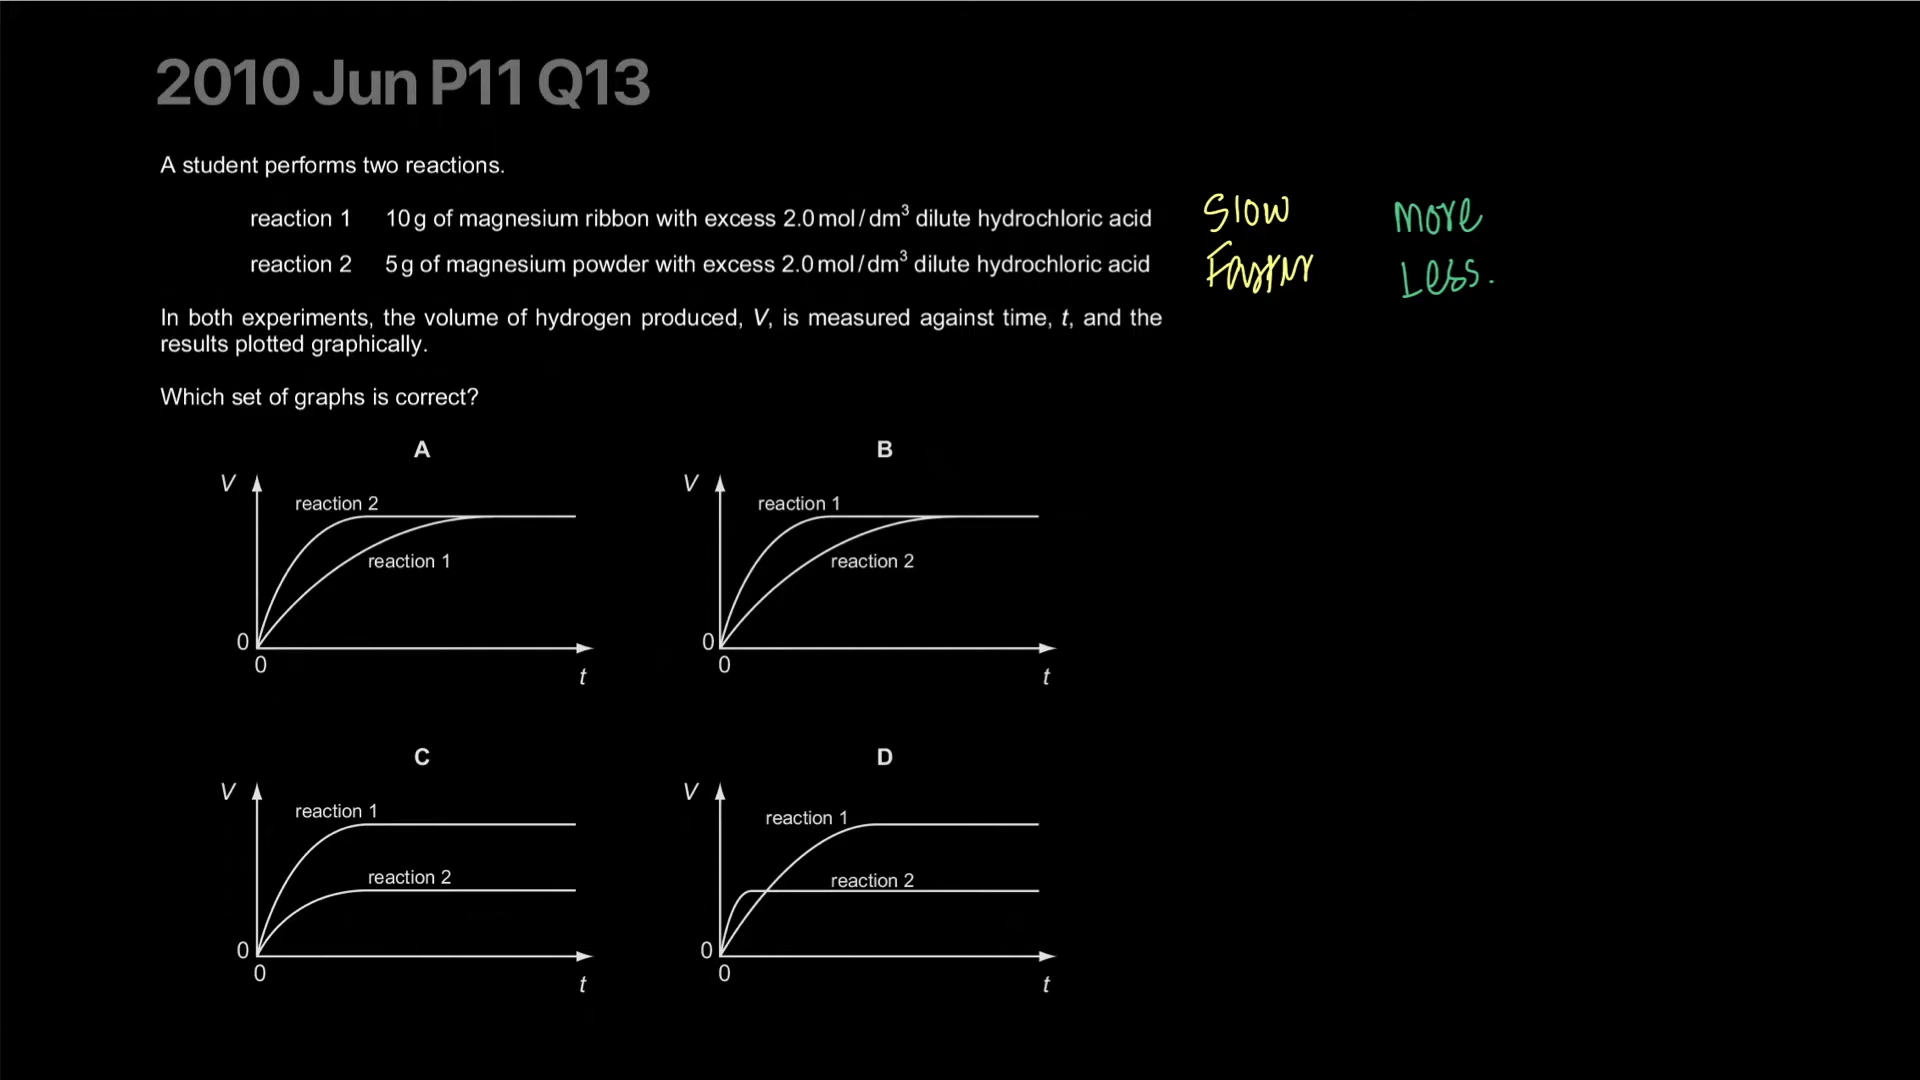 2010 Jun P11 Q13
A student performs two reactions.
reaction 1 10 g of magnesium ribbon with excess 2.0 mol / dm³ dilute hydrochloric acid Slow More
reaction 2 5 g of magnesium powder with excess 2.0 mol / dm³ dilute hydrochloric acid Faster Less.
In both experiments, the volume of hydrogen produced, V, is measured against time, t, and the
results plotted graphically.
Which set of graphs is correct?
A
V
reaction 2
reaction 1
0
0
t
B
V
reaction 1
reaction 2
0
0
t
C
V
reaction 1
reaction 2
0
0
t
D
V
reaction 1
reaction 2
0
0
t